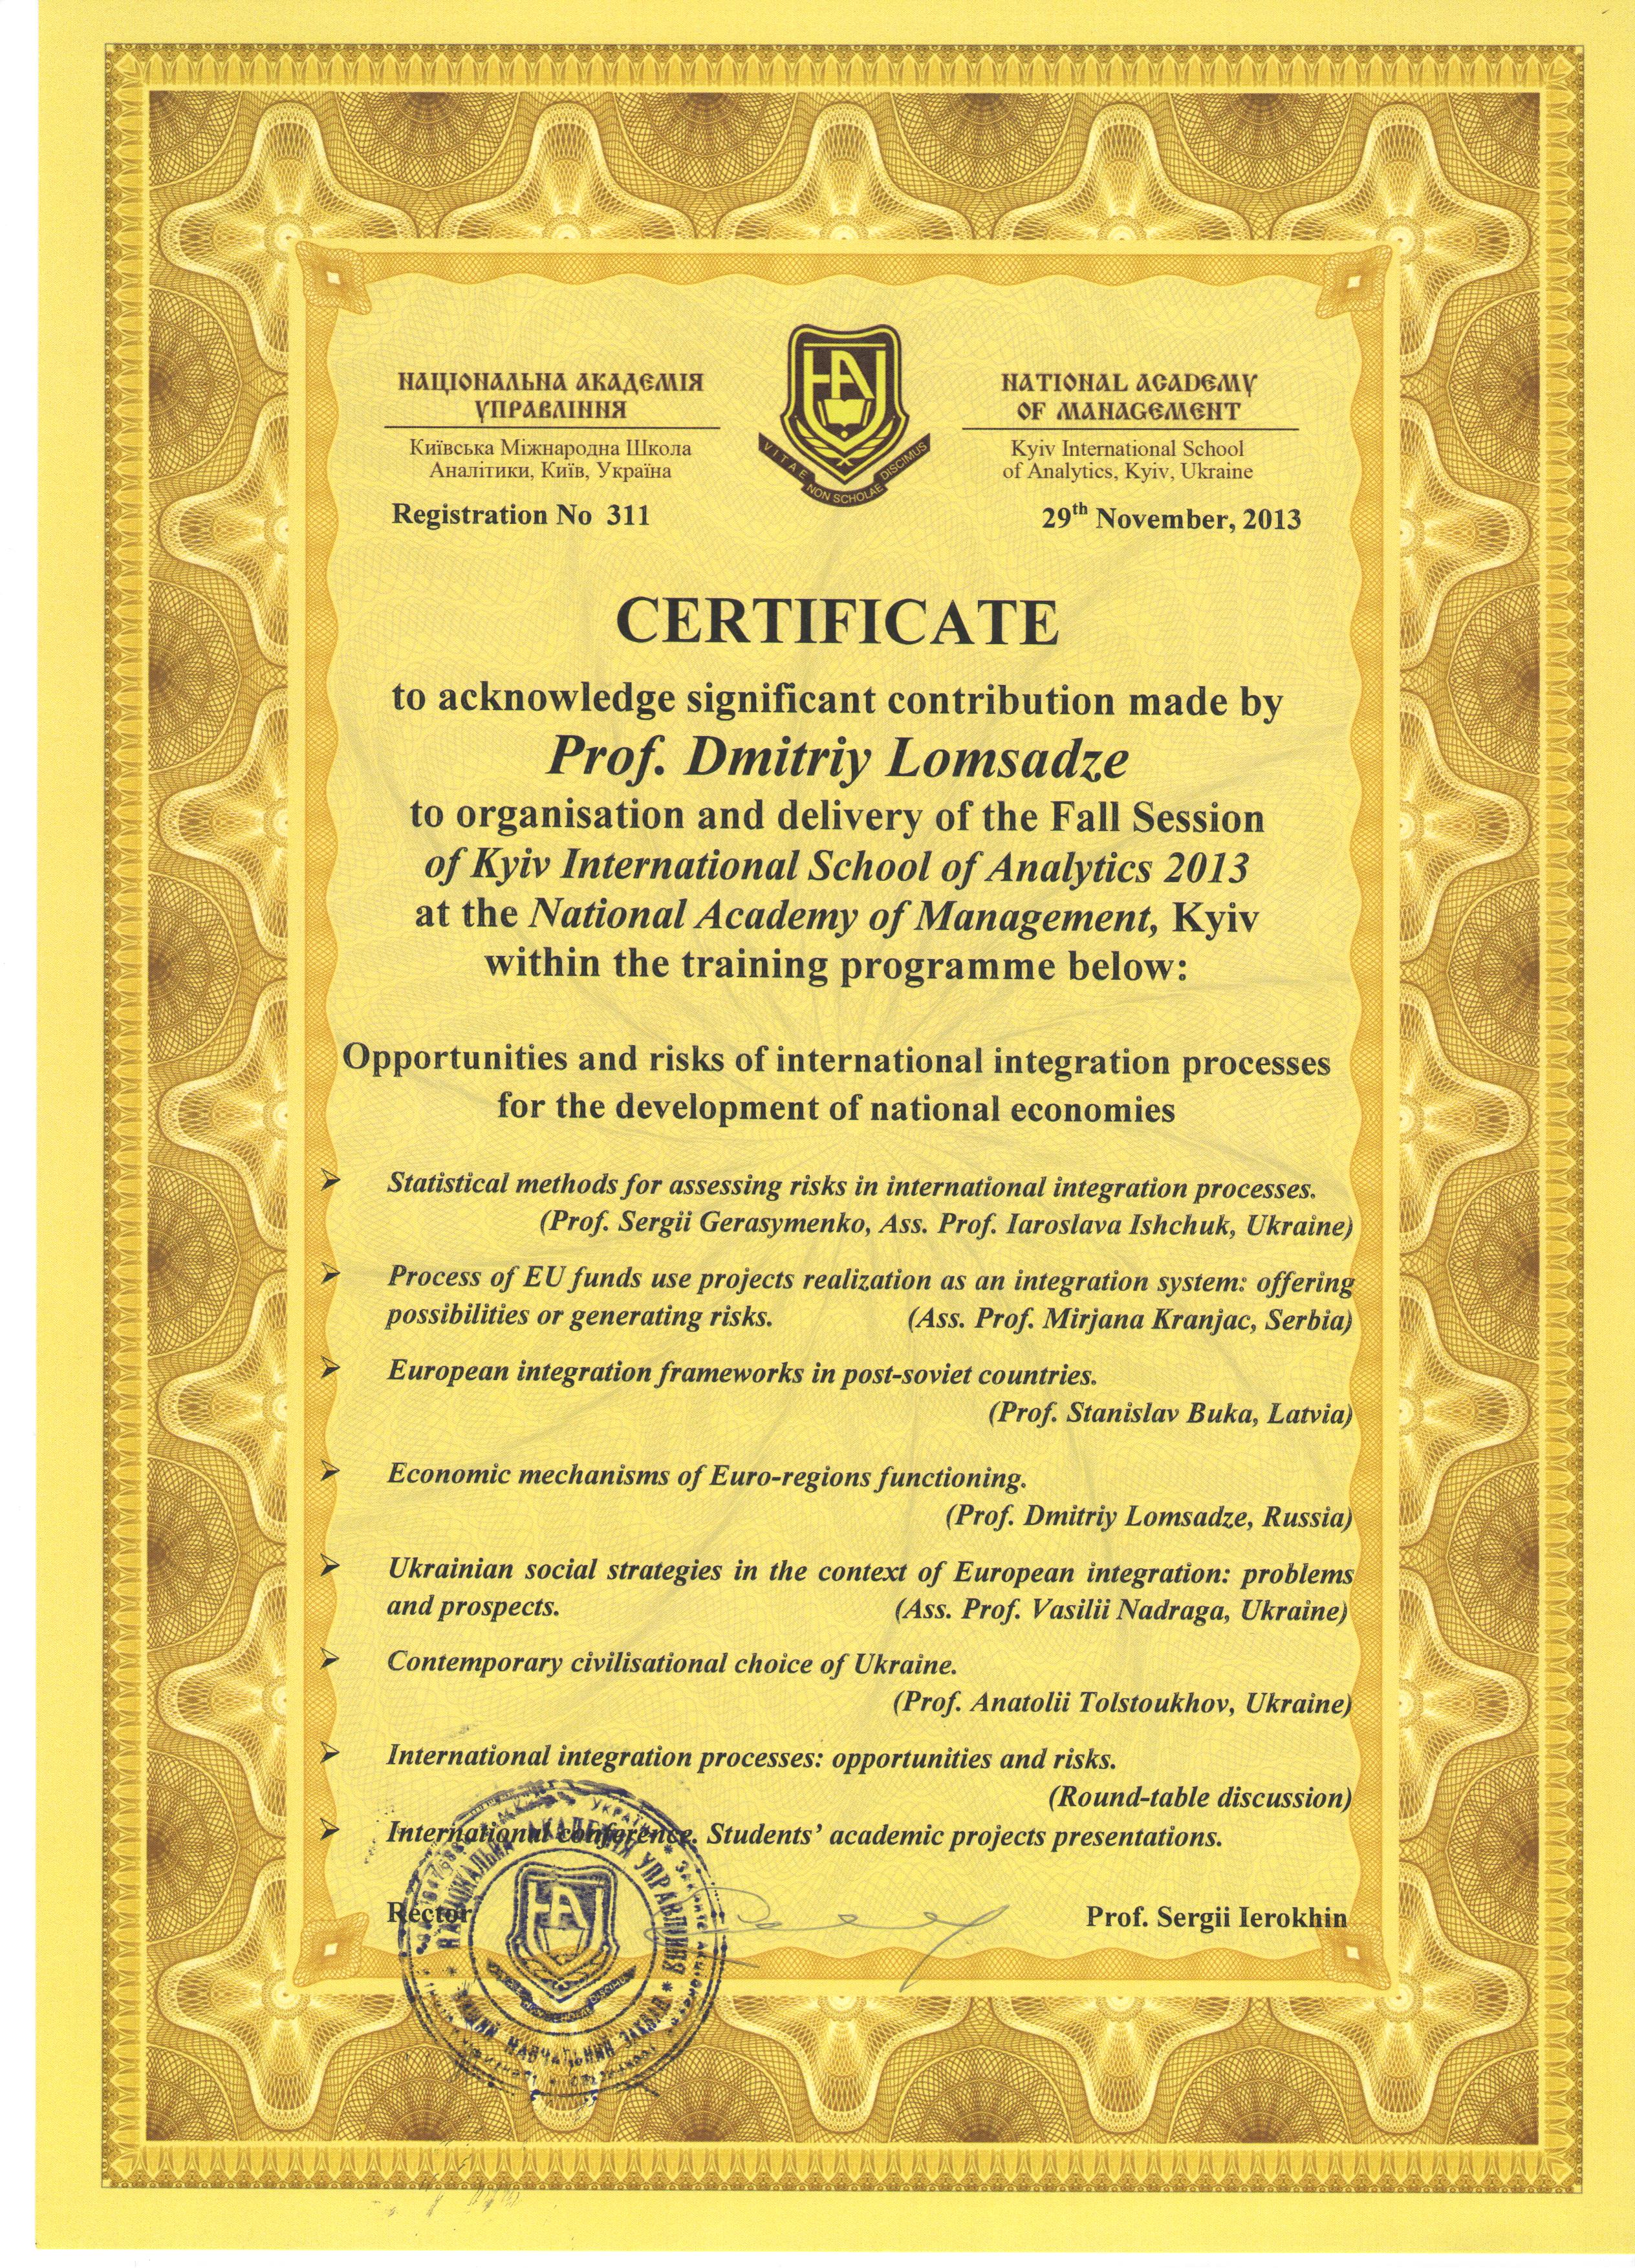 НАЦІОНАЛЬНА АКАДЕМІЯ
УПРАВЛІННЯ
Київська Міжнародна Школа
Аналітики, Київ, Україна
VITAE NON SCHOLAE DISCIMUS
NATIONAL ACADEMY
OF MANAGEMENT
Kyiv International School
of Analytics, Kyiv, Ukraine
Registration No 311
29th November, 2013
CERTIFICATE
to acknowledge significant contribution made by
Prof. Dmitriy Lomsadze
to organisation and delivery of the Fall Session
of Kyiv International School of Analytics 2013
at the National Academy of Management, Kyiv
within the training programme below:
Opportunities and risks of international integration processes
for the development of national economies
➢ Statistical methods for assessing risks in international integration processes.
(Prof. Sergii Gerasymenko, Ass. Prof. Iaroslava Ishchuk, Ukraine)
➢ Process of EU funds use projects realization as an integration system: offering
possibilities or generating risks. (Ass. Prof. Mirjana Kranjac, Serbia)
➢ European integration frameworks in post-soviet countries.
(Prof. Stanislav Buka, Latvia)
➢ Economic mechanisms of Euro-regions functioning.
(Prof. Dmitriy Lomsadze, Russia)
➢ Ukrainian social strategies in the context of European integration: problems
and prospects. (Ass. Prof. Vasilii Nadraga, Ukraine)
➢ Contemporary civilisational choice of Ukraine.
(Prof. Anatolii Tolstoukhov, Ukraine)
➢ International integration processes: opportunities and risks.
(Round-table discussion)
➢ International conference. Students’ academic projects presentations.
Rector
Prof. Sergii Ierokhin
НАЦІОНАЛЬНА АКАДЕМІЯ УПРАВЛІННЯ
ВИЩИЙ НАВЧАЛЬНИЙ ЗАКЛАД